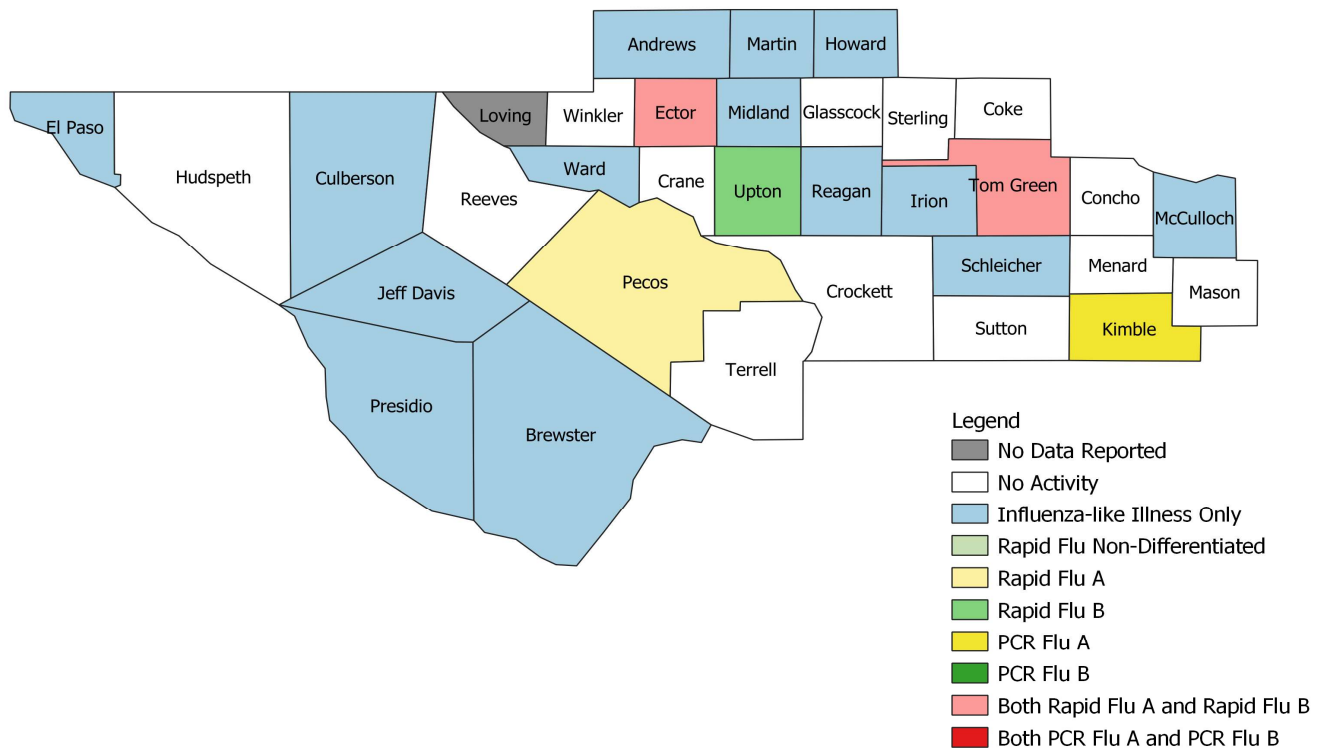 Andrews
Martin
Howard
El Paso
Hudspeth
Culberson
Reeves
Loving
Winkler
Ector
Midland
Glasscock
Sterling
Coke
Ward
Crane
Upton
Reagan
Irion
Tom Green
Concho
McCulloch
Jeff Davis
Pecos
Crockett
Schleicher
Menard
Mason
Sutton
Kimble
Terrell
Presidio
Brewster
Legend
No Data Reported
No Activity
Influenza-like Illness Only
Rapid Flu Non-Differentiated
Rapid Flu A
Rapid Flu B
PCR Flu A
PCR Flu B
Both Rapid Flu A and Rapid Flu B
Both PCR Flu A and PCR Flu B